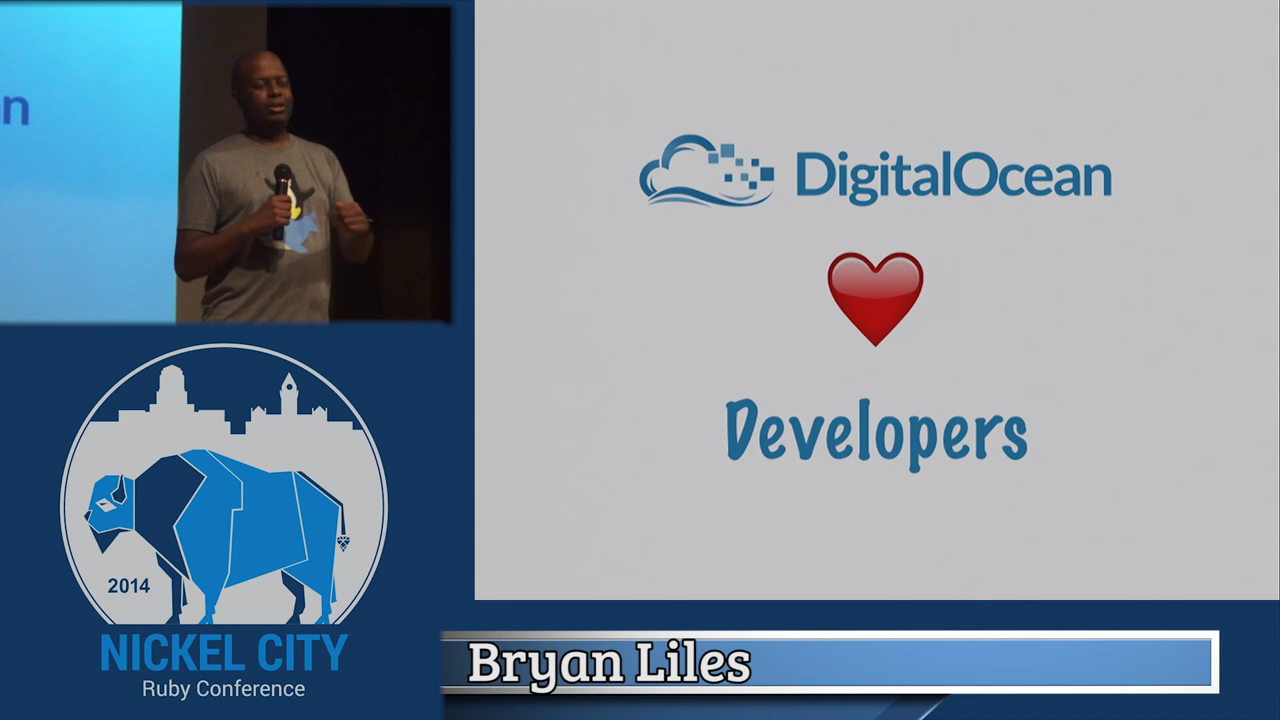 n
DigitalOcean
Developers
2014
NICKEL CITY
Ruby Conference
Bryan Liles